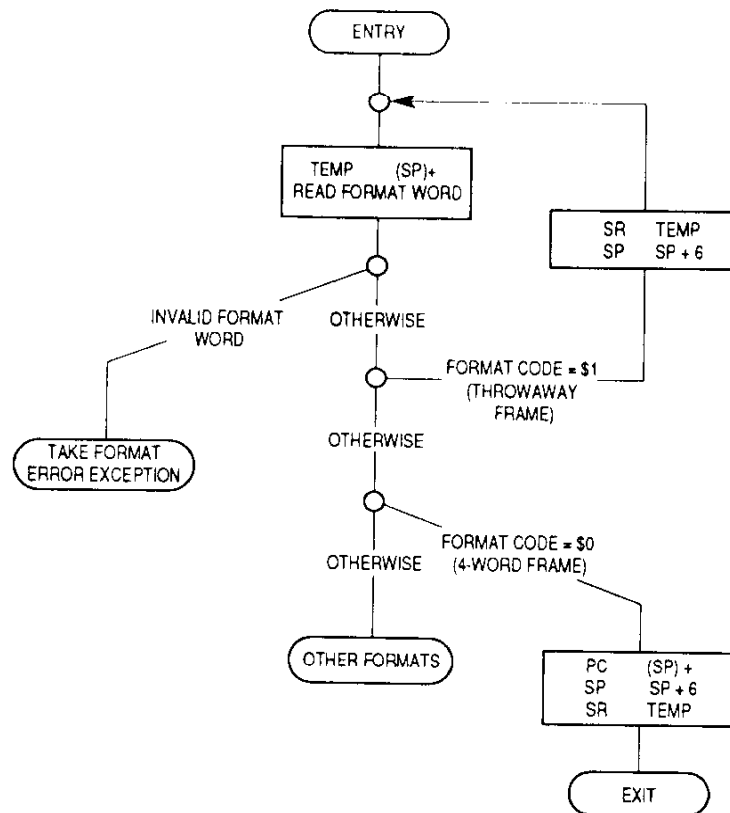 ENTRY
TEMP (SP)+
READ FORMAT WORD
SR TEMP
SP SP + 6
INVALID FORMAT
WORD
OTHERWISE
FORMAT CODE = $1
(THROWAWAY
FRAME)
TAKE FORMAT
ERROR EXCEPTION
OTHERWISE
FORMAT CODE = $0
(4-WORD FRAME)
OTHERWISE
OTHER FORMATS
PC (SP) +
SP SP + 6
SR TEMP
EXIT